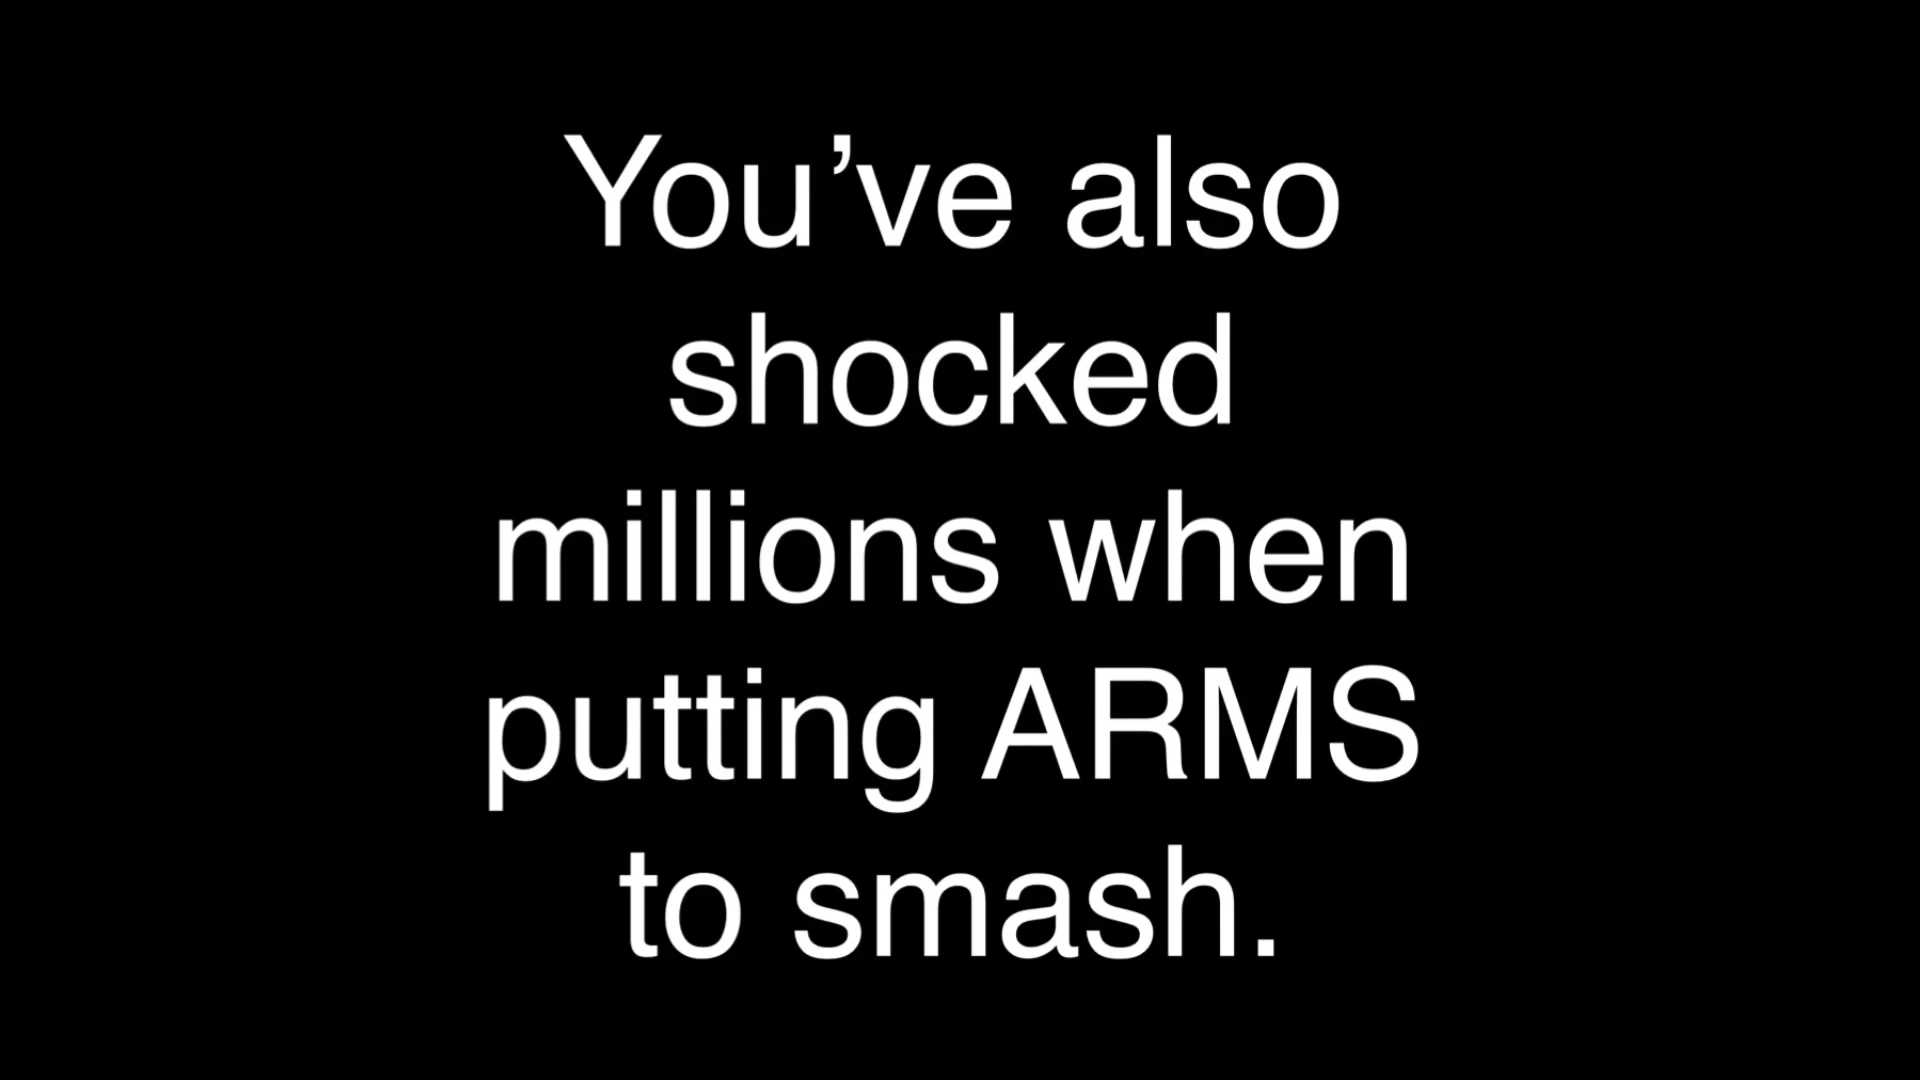 You’ve also
shocked
millions when
putting ARMS
to smash.